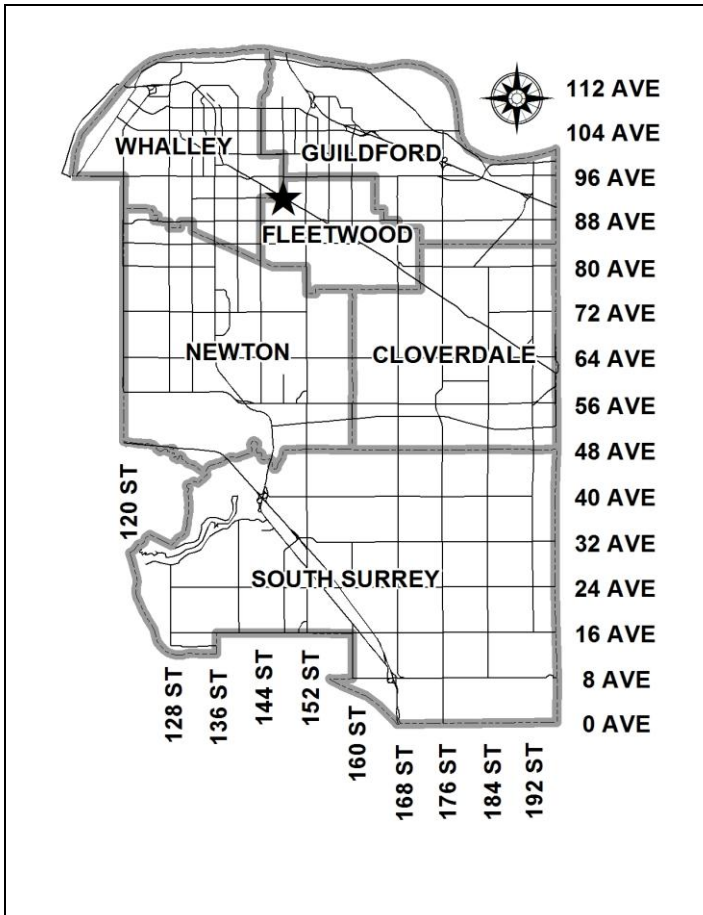 112 AVE
104 AVE
WHALLEY
GUILDFORD
96 AVE
88 AVE
FLEETWOOD
80 AVE
72 AVE
NEWTON
CLOVERDALE
64 AVE
56 AVE
48 AVE
120 ST
40 AVE
32 AVE
SOUTH SURREY
24 AVE
16 AVE
8 AVE
0 AVE
128 ST
136 ST
144 ST
152 ST
160 ST
168 ST
176 ST
184 ST
192 ST